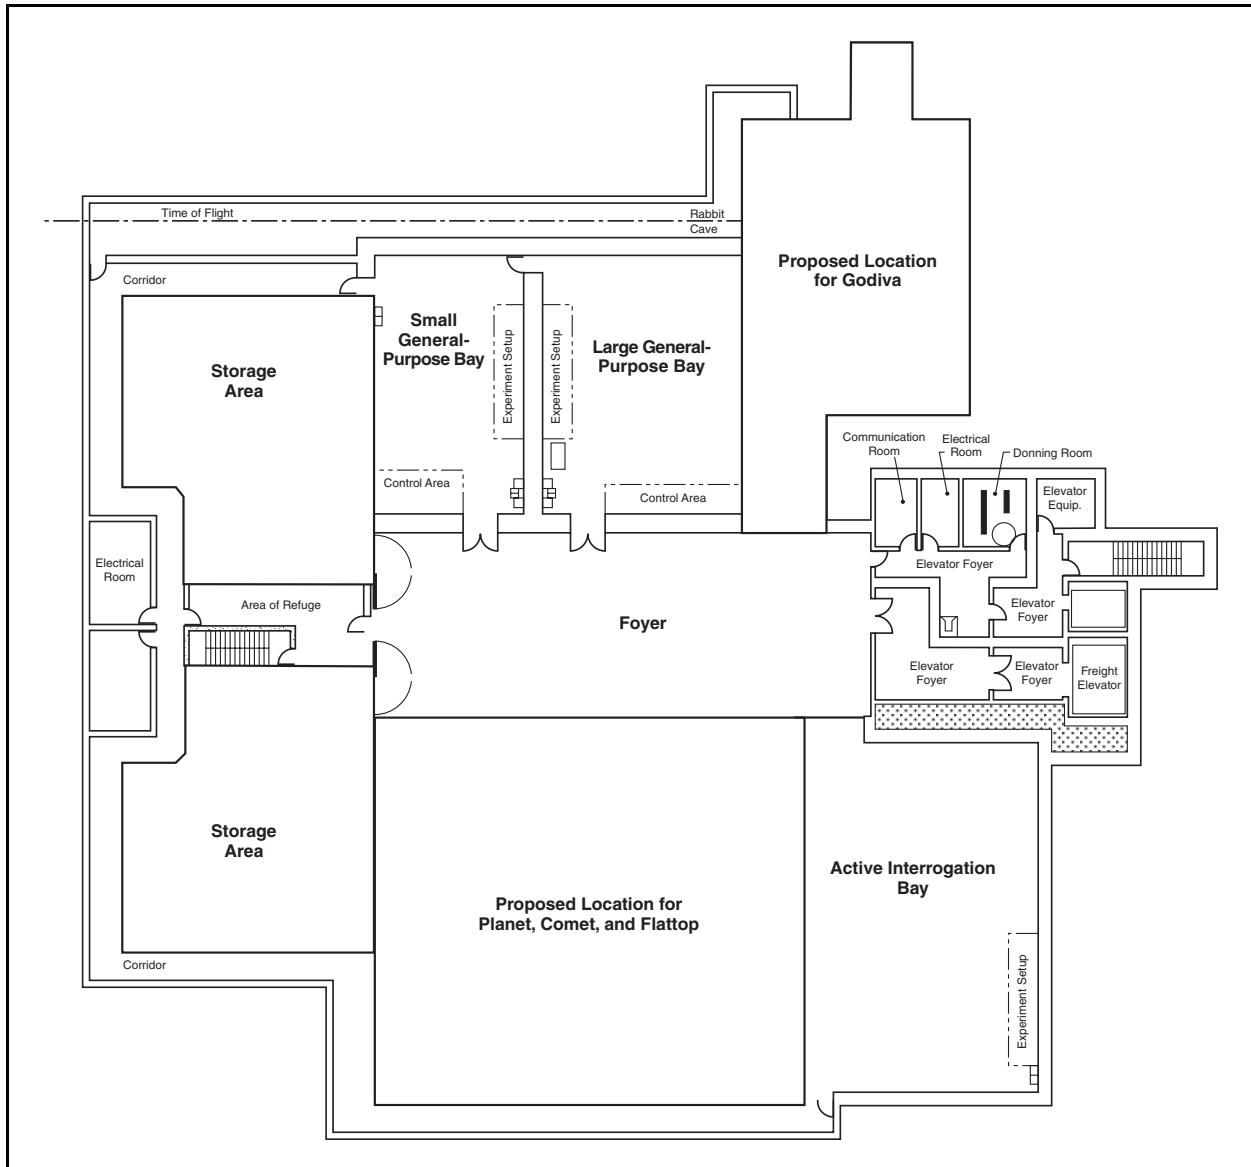 Time of Flight
Rabbit
Cave
Proposed Location
for Godiva
Corridor
Small
General-
Purpose Bay
Experiment Setup
Experiment Setup
Large General-
Purpose Bay
Storage
Area
Communication
Room
Electrical
Room
Donning Room
Control Area
Control Area
Elevator
Equip.
Electrical
Room
Elevator Foyer
Area of Refuge
Elevator
Foyer
Foyer
Elevator
Foyer
Elevator
Foyer
Freight
Elevator
Storage
Area
Active Interrogation
Bay
Proposed Location for
Planet, Comet, and Flattop
Experiment Setup
Corridor